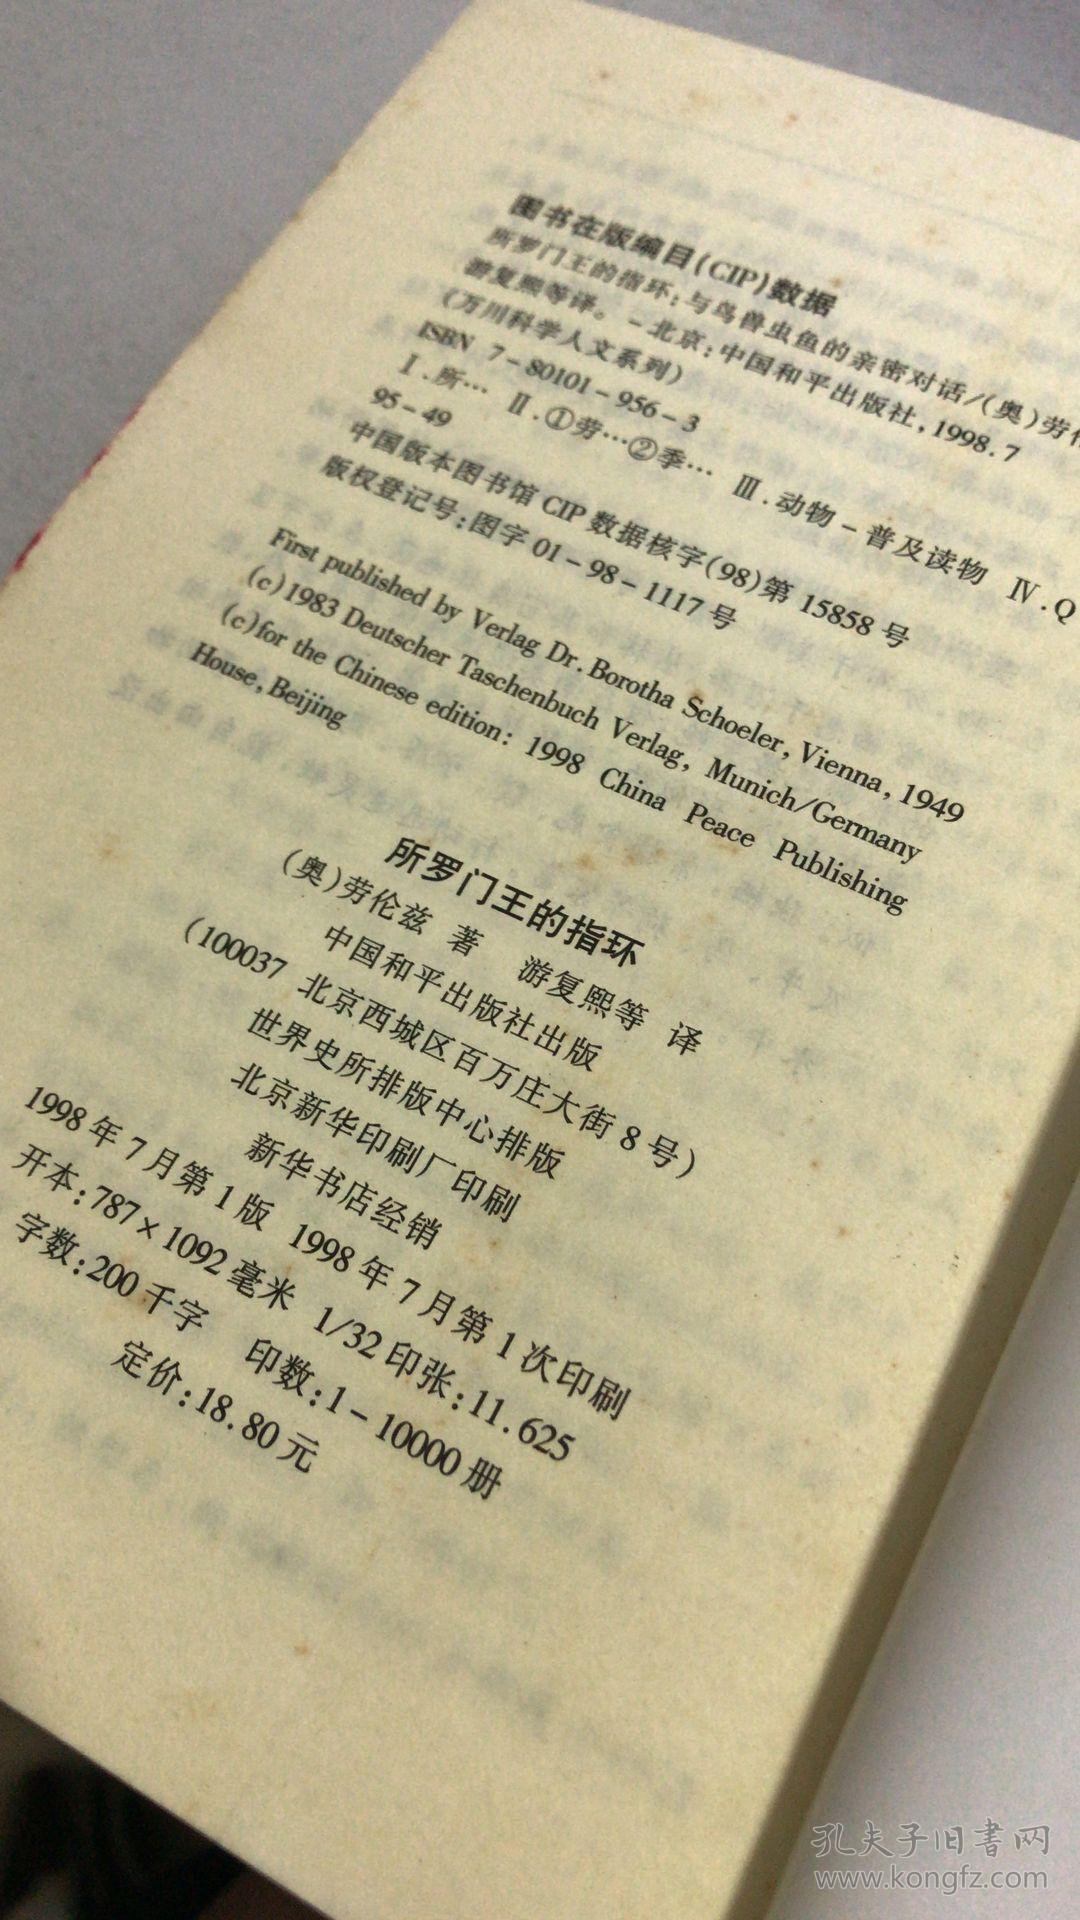 图书在版编目(CIP)数据
所罗门王的指环:与鸟兽虫鱼的亲密对话/(奥)劳
游复熙等译。-北京:中国和平出版社,1998.7
(万川科学人文系列)
ISBN 7-80101-956-3
Ⅰ.所… Ⅱ.①劳…②季… Ⅲ.动物-普及读物 Ⅳ.Q
95-49
中国版本图书馆CIP数据核字(98)第15858号
版权登记号:图字01-98-1117号
First published by Verlag Dr. Borotha Schoeler, Vienna, 1949
(c)1983 Deutscher Taschenbuch Verlag, Munich/Germany
(c)for the Chinese edition: 1998 China Peace Publishing
House, Beijing
所罗门王的指环
(奥)劳伦兹 著 游复熙等 译
中国和平出版社出版
(100037 北京西城区百万庄大街8号)
世界史所排版中心排版
北京新华印刷厂印刷
新华书店经销
1998年7月第1版 1998年7月第1次印刷
开本:787×1092毫米 1/32印张:11.625
字数:200千字 印数:1-10000册
定价:18.80元
孔夫子旧书网
www.kongfz.com